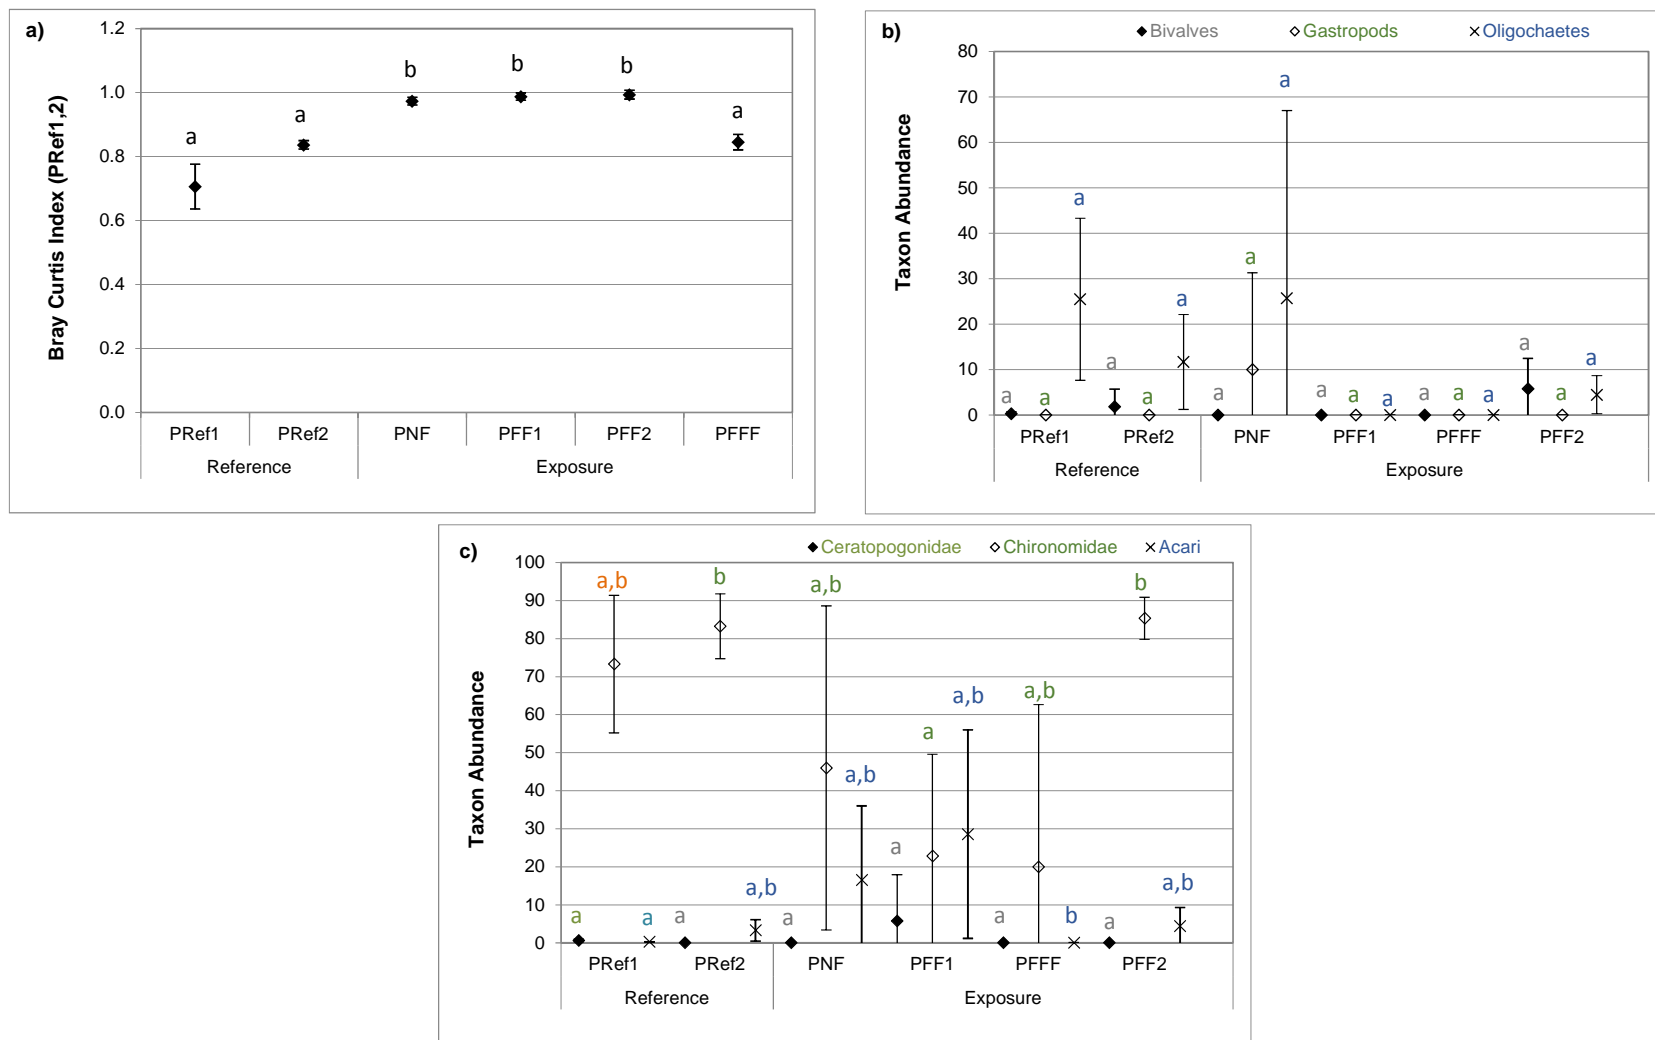 a)
Bray Curtis Index (PRef1,2)
1.2
1.0
0.8
0.6
0.4
0.2
0.0
a
a
b
b
b
a
PRef1 PRef2 PNF PFF1 PFF2 PFFF
Reference Exposure
b)
Bivalves Gastropods Oligochaetes
Taxon Abundance
80
70
60
50
40
30
20
10
0
a a a
a a a
a a a
a a a
a a a
a a a
PRef1 PRef2 PNF PFF1 PFFF PFF2
Reference Exposure
c)
Ceratopogonidae Chironomidae Acari
Taxon Abundance
100
90
80
70
60
50
40
30
20
10
0
a a,b a
a b a,b
a a,b a,b
a a a,b
a a,b b
a b a,b
PRef1 PRef2 PNF PFF1 PFFF PFF2
Reference Exposure